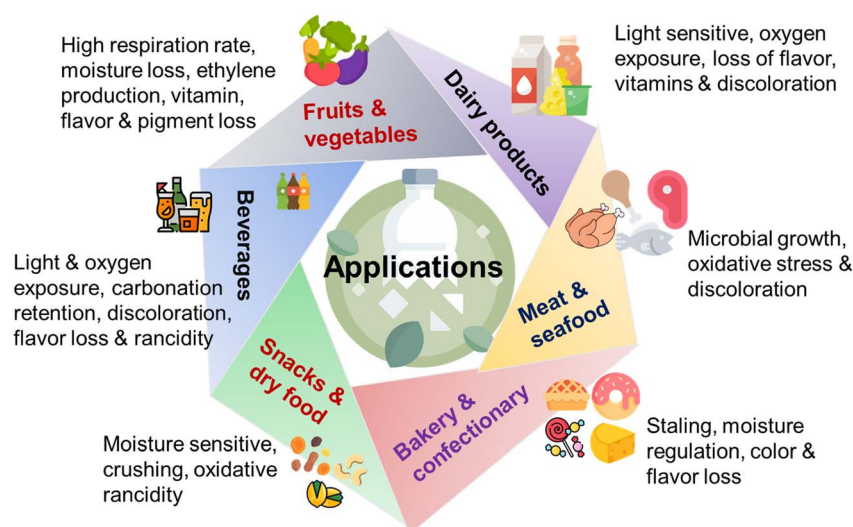 High respiration rate,
moisture loss, ethylene
production, vitamin,
flavor & pigment loss
Fruits &
vegetables
Dairy products
Light sensitive, oxygen
exposure, loss of flavor,
vitamins & discoloration
Beverages
Light & oxygen
exposure, carbonation
retention, discoloration,
flavor loss & rancidity
Applications
Meat &
seafood
Microbial growth,
oxidative stress &
discoloration
Snacks &
dry food
Moisture sensitive,
crushing, oxidative
rancidity
Bakery &
confectionary
Staling, moisture
regulation, color &
flavor loss